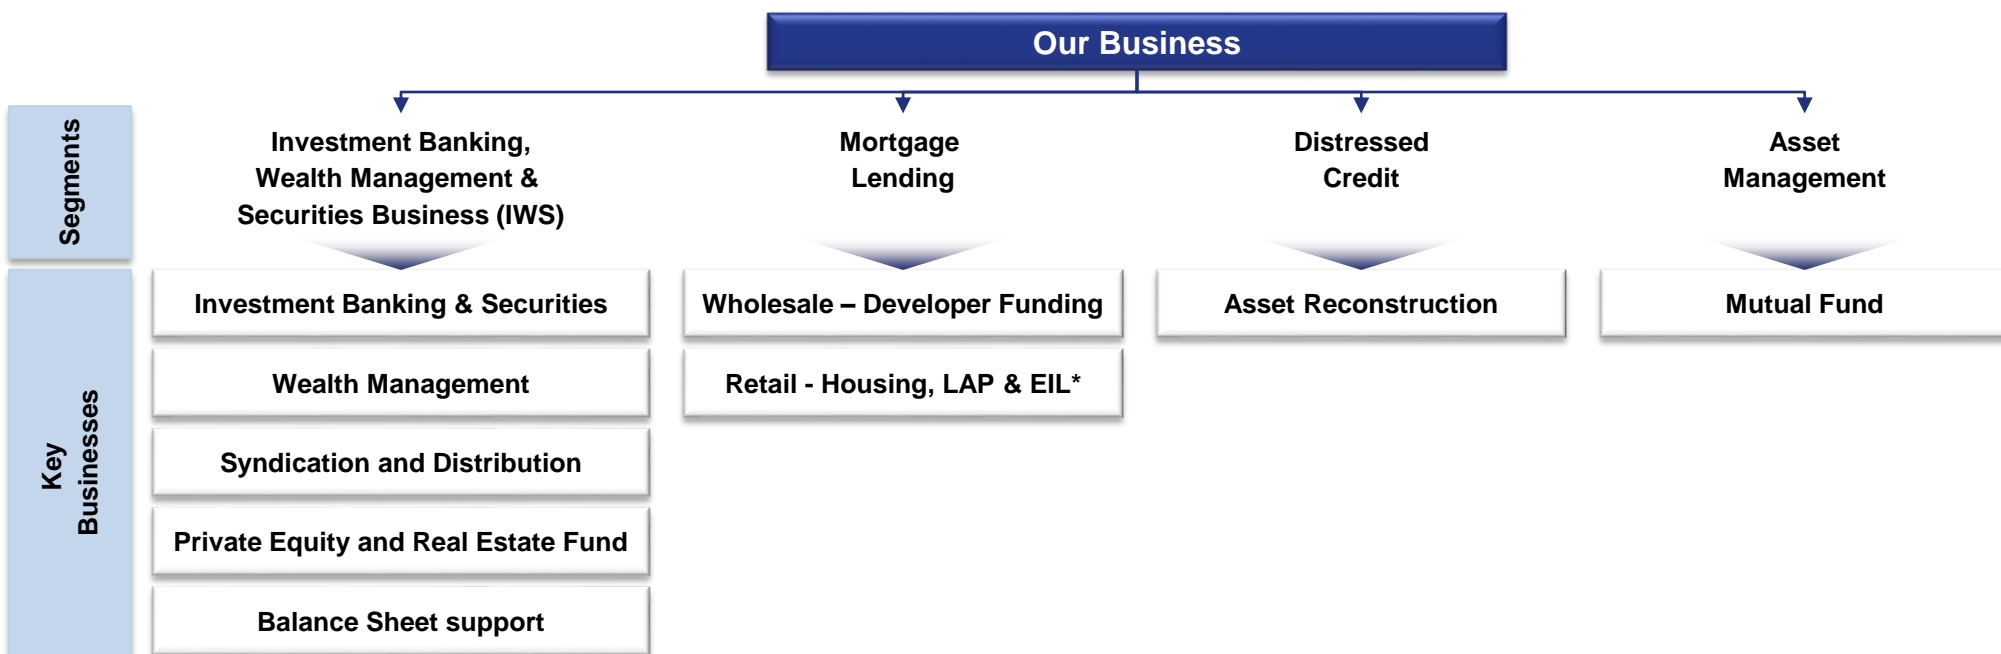 Our Business
Segments
Investment Banking,
Wealth Management &
Securities Business (IWS)
Mortgage
Lending
Distressed
Credit
Asset
Management
Key
Businesses
Investment Banking & Securities
Wealth Management
Syndication and Distribution
Private Equity and Real Estate Fund
Balance Sheet support
Wholesale – Developer Funding
Retail - Housing, LAP & EIL*
Asset Reconstruction
Mutual Fund